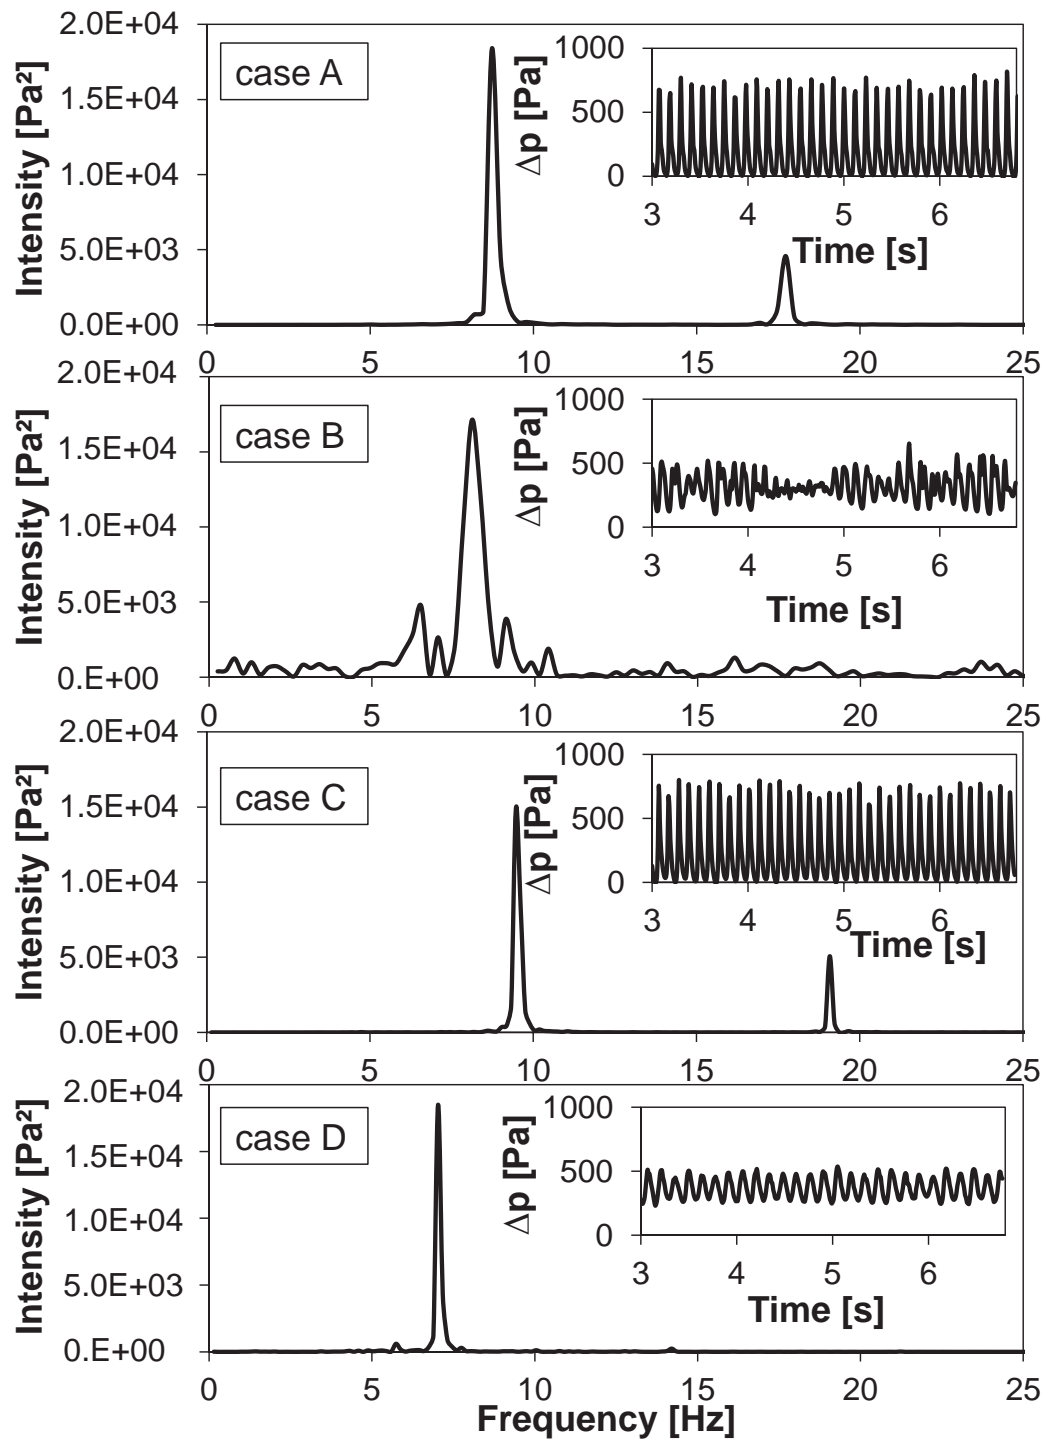 Intensity [Pa²]
2.0E+04
1.5E+04
1.0E+04
5.0E+03
0.0E+00
case A
Δp [Pa]
1000
500
0
3 4 5 6
Time [s]
0 5 10 15 20 25
Intensity [Pa²]
2.0E+04
1.5E+04
1.0E+04
5.0E+03
0.E+00
case B
Δp [Pa]
1000
500
0
3 4 5 6
Time [s]
0 5 10 15 20 25
Intensity [Pa²]
2.0E+04
1.5E+04
1.0E+04
5.0E+03
0.0E+00
case C
Δp [Pa]
1000
500
0
3 4 5 6
Time [s]
0 5 10 15 20 25
Intensity [Pa²]
2.0E+04
1.5E+04
1.0E+04
5.0E+03
0.E+00
case D
Δp [Pa]
1000
500
0
3 4 5 6
Time [s]
0 5 10 15 20 25
Frequency [Hz]